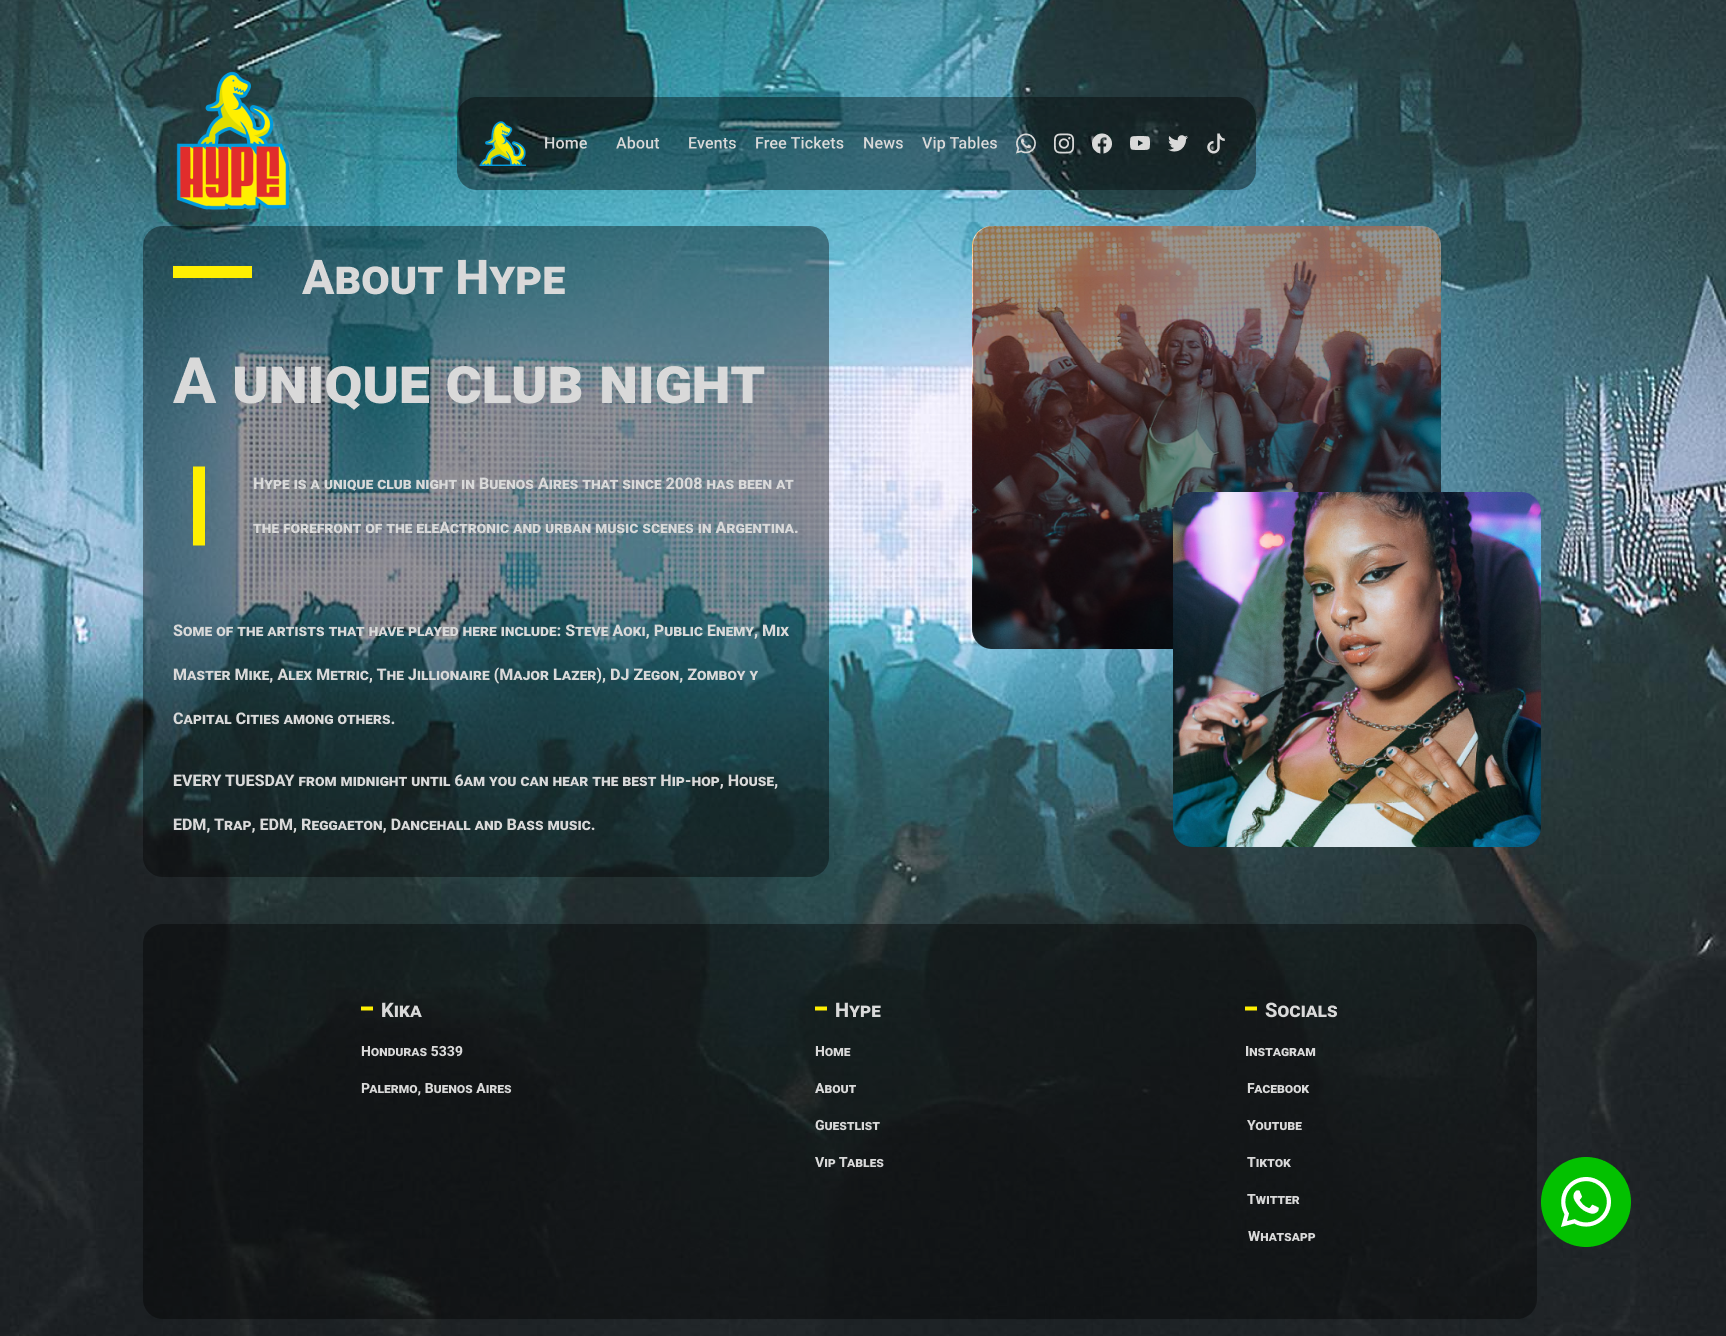 HYPE
Home About Events Free Tickets News Vip Tables
About Hype
A unique club night
Hype is a unique club night in Buenos Aires that since 2008 has been at
the forefront of the eleActronic and urban music scenes in Argentina.
Some of the artists that have played here include: Steve Aoki, Public Enemy, Mix
Master Mike, Alex Metric, The Jillionaire (Major Lazer), DJ Zegon, Zomboy y
Capital Cities among others.
EVERY TUESDAY from midnight until 6am you can hear the best Hip-hop, House,
EDM, Trap, EDM, Reggaeton, Dancehall and Bass music.
Kika
Honduras 5339
Palermo, Buenos Aires
Hype
Home
About
Guestlist
Vip Tables
Socials
Instagram
Facebook
Youtube
Tiktok
Twitter
Whatsapp